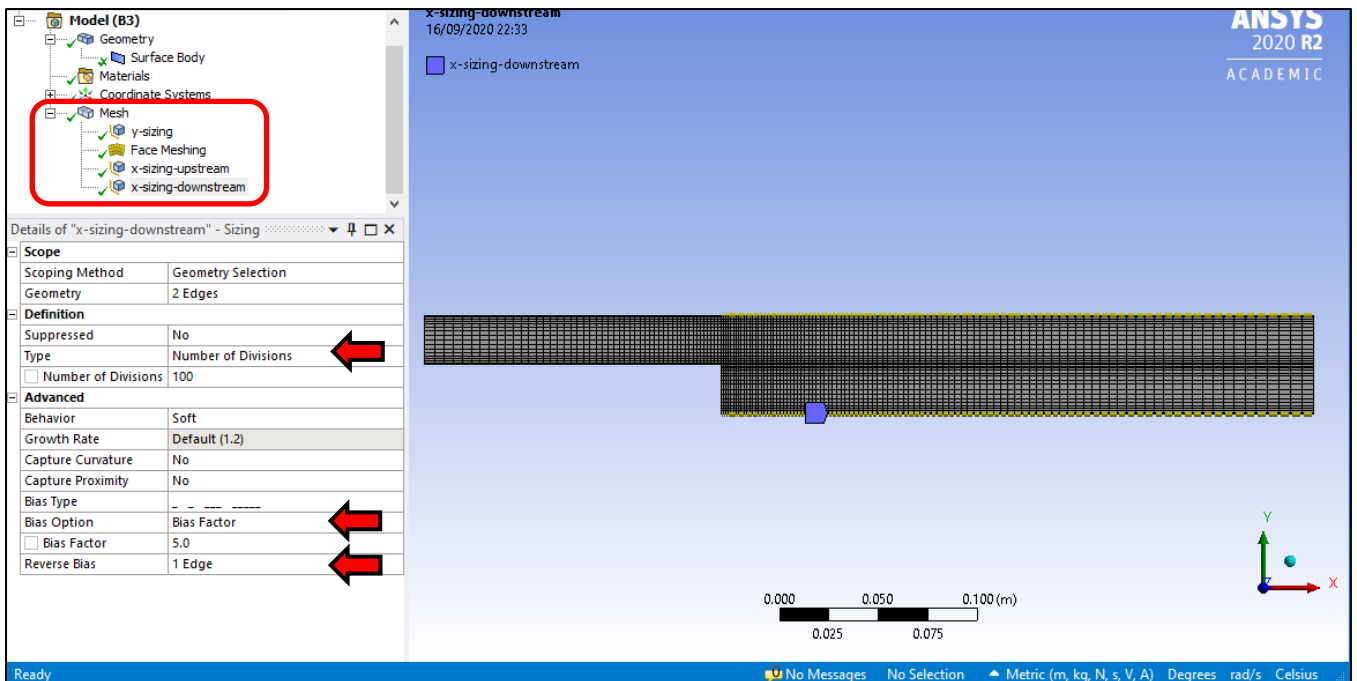 Model (B3)
Geometry
Surface Body
Materials
Coordinate Systems
Mesh
y-sizing
Face Meshing
x-sizing-upstream
x-sizing-downstream
Details of "x-sizing-downstream" - Sizing
Scope
Scoping Method Geometry Selection
Geometry 2 Edges
Definition
Suppressed No
Type Number of Divisions
Number of Divisions 100
Advanced
Behavior Soft
Growth Rate Default (1.2)
Capture Curvature No
Capture Proximity No
Bias Type _ _ ___ _____
Bias Option Bias Factor
Bias Factor 5.0
Reverse Bias 1 Edge
x-sizing-downstream
16/09/2020 22:33
x-sizing-downstream
ANSYS
2020 R2
ACADEMIC
Y
Z X
0.000 0.050 0.100 (m)
0.025 0.075
Ready No Messages No Selection Metric (m, kg, N, s, V, A) Degrees rad/s Celsius